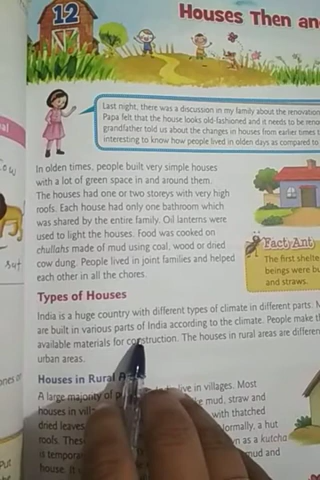 12
Houses Then an
Last night, there was a discussion in my family about the renovation
Papa felt that the house looks old-fashioned and it needs to be reno
grandfather told us about the changes in houses from earlier times t
interesting to know how people lived in olden days as compared to
In olden times, people built very simple houses
with a lot of green space in and around them.
The houses had one or two storeys with very high
roofs. Each house had only one bathroom which
was shared by the entire family. Oil lanterns were
used to light the houses. Food was cooked on
chullahs made of mud using coal, wood or dried
cow dung. People lived in joint families and helped
each other in all the chores.
Fact Ant
The first shelte
beings were bu
and straws.
Types of Houses
India is a huge country with different types of climate in different parts.
are built in various parts of India according to the climate. People make t
available materials for construction. The houses in rural areas are differen
urban areas.
Houses in Rural
A large majority of live in villages. Most
houses in mud, straw and
dried leaves with thatched
roofs. Thes Normally, a hut
is tempora n as a kutcha
house. It mud and
Put